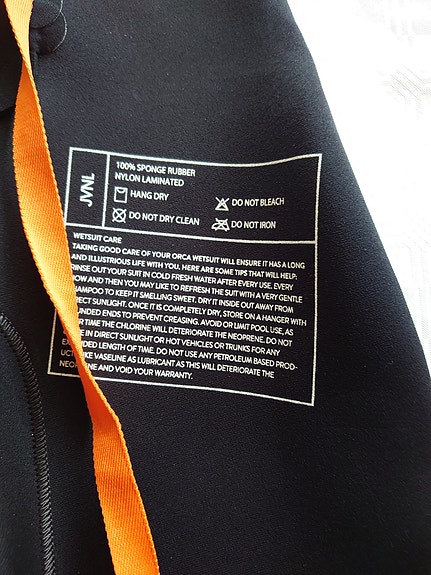 JVNL
100% SPONGE RUBBER
NYLON LAMINATED
HANG DRY
DO NOT BLEACH
DO NOT DRY CLEAN
DO NOT IRON
WETSUIT CARE
TAKING GOOD CARE OF YOUR ORCA WETSUIT WILL ENSURE IT HAS A LONG
AND ILLUSTRIOUS LIFE WITH YOU. HERE ARE SOME TIPS THAT WILL HELP:
RINSE OUT YOUR SUIT IN COLD FRESH WATER AFTER EVERY USE. EVERY
NOW AND THEN YOU MAY LIKE TO REFRESH THE SUIT WITH A VERY GENTLE
SHAMPOO TO KEEP IT SMELLING SWEET. DRY IT INSIDE OUT AWAY FROM
DIRECT SUNLIGHT. ONCE IT IS COMPLETELY DRY, STORE ON A HANGER WITH
ENDS TO PREVENT CREASING. AVOID OR LIMIT POOL USE, AS
TIME THE CHLORINE WILL DETERIORATE THE NEOPRENE. DO NOT
IN DIRECT SUNLIGHT OR HOT VEHICLES OR TRUNKS FOR ANY
LENGTH OF TIME. DO NOT USE ANY PETROLEUM BASED PROD-
VASELINE AS LUBRICANT AS THIS WILL DETERIORATE THE
AND VOID YOUR WARRANTY.